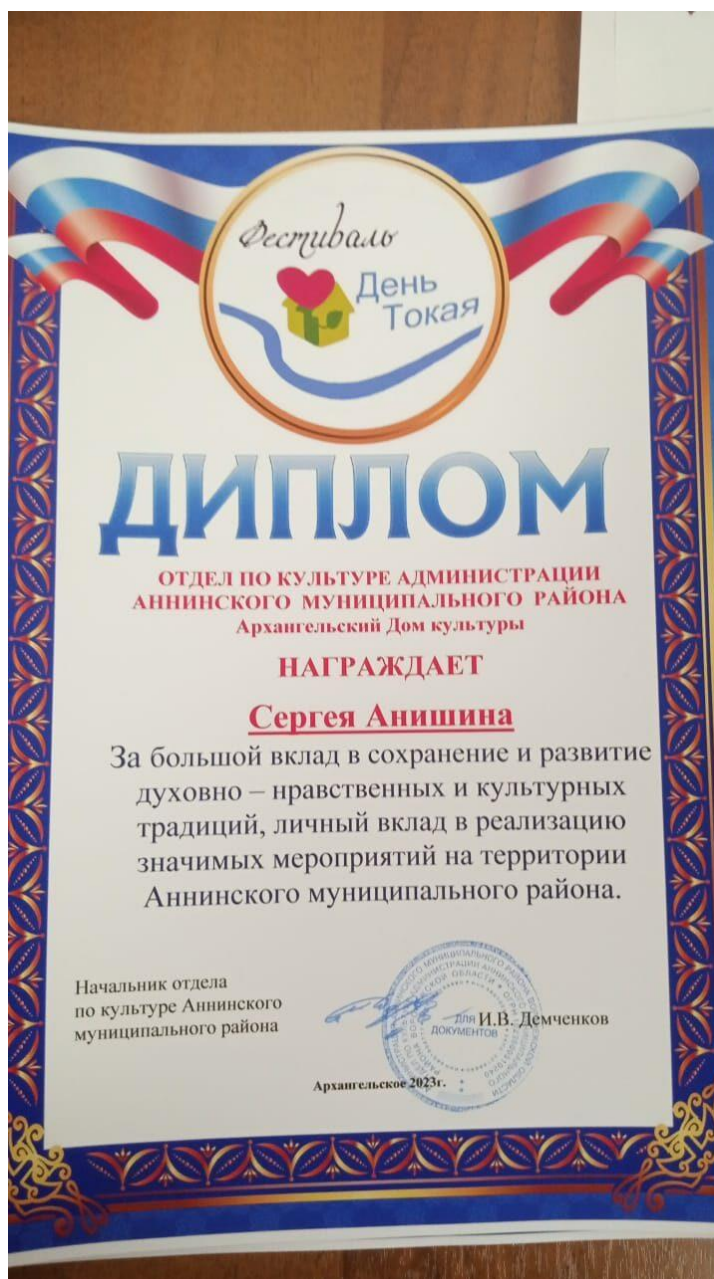 Фестиваль
День
Токая
ДИПЛОМ
ОТДЕЛ ПО КУЛЬТУРЕ АДМИНИСТРАЦИИ
АННИНСКОГО МУНИЦИПАЛЬНОГО РАЙОНА
Архангельский Дом культуры
НАГРАЖДАЕТ
Сергея Анишина
За большой вклад в сохранение и развитие
духовно – нравственных и культурных
традиций, личный вклад в реализацию
значимых мероприятий на территории
Аннинского муниципального района.
Начальник отдела
по культуре Аннинского
муниципального района
ДЛЯ
ДОКУМЕНТОВ
И.В. Демченков
Архангельское 2023г.